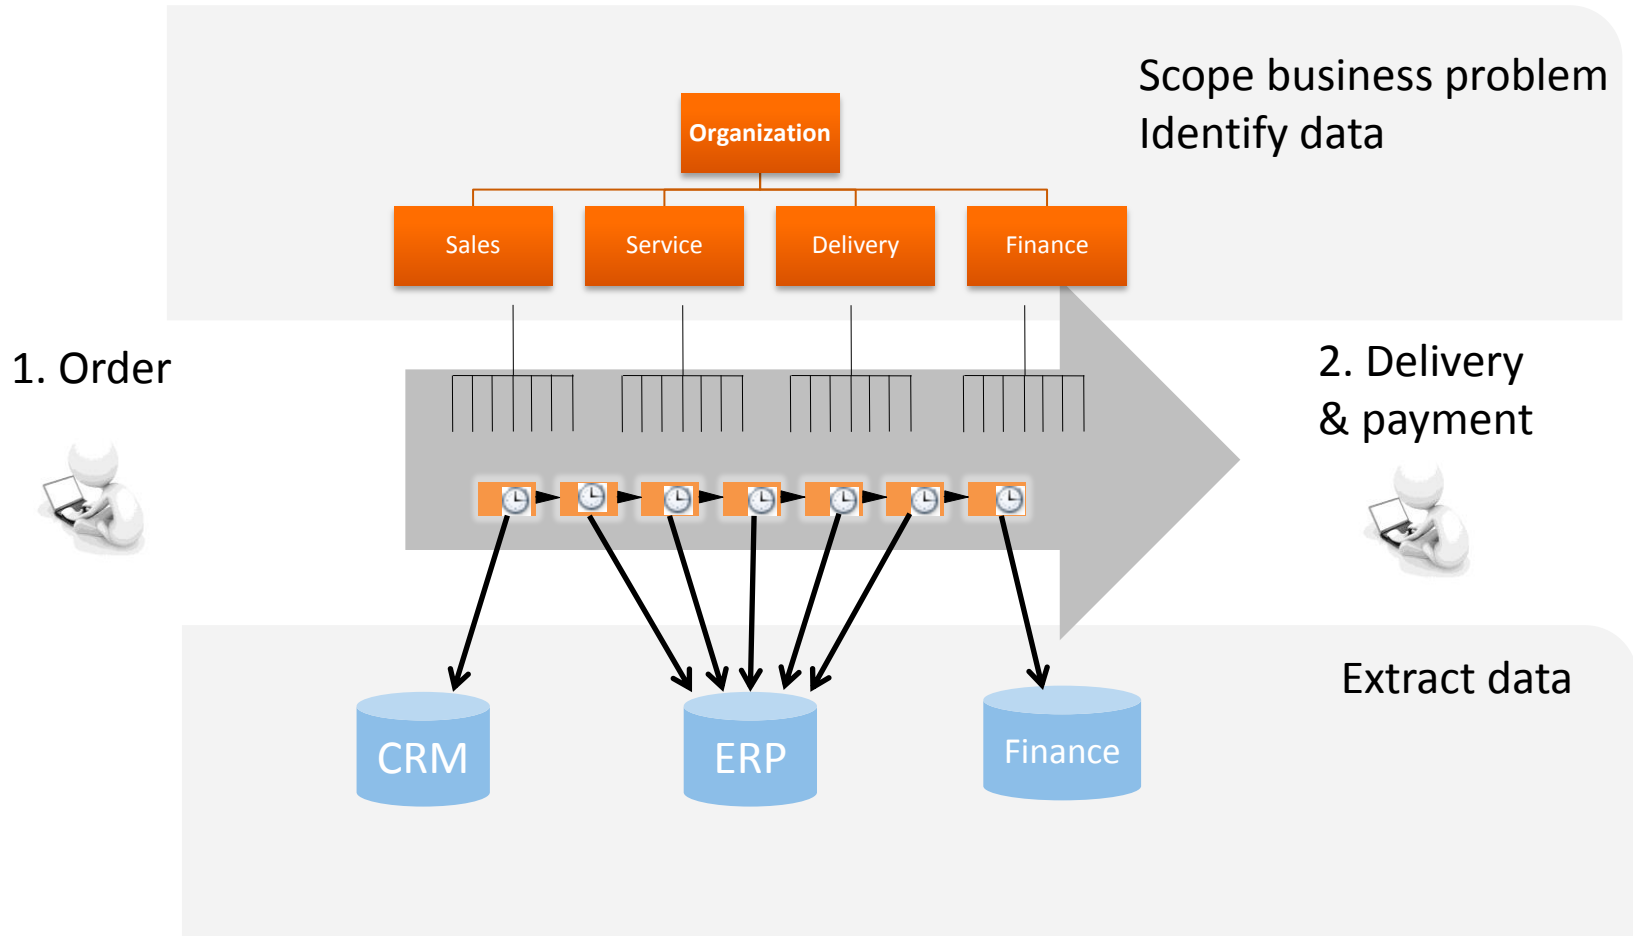 Scope business problem
Identify data
Organization
Sales
Service
Delivery
Finance
1. Order
2. Delivery
& payment
Extract data
CRM
ERP
Finance